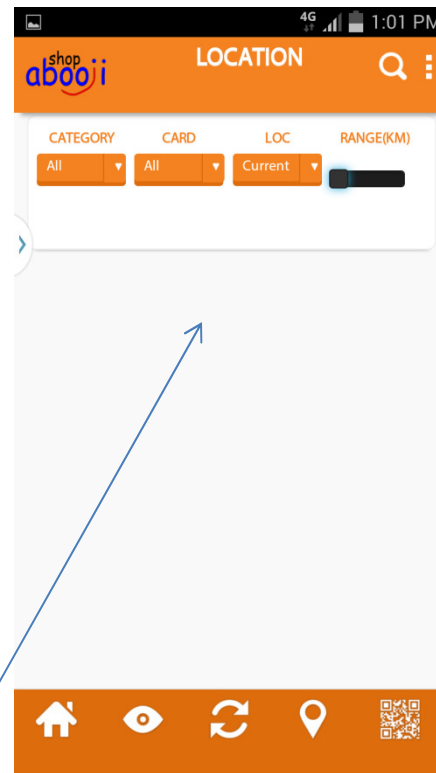 4G 1:01 PM
shop
abooji
LOCATION
CATEGORY CARD LOC RANGE(KM)
All All Current